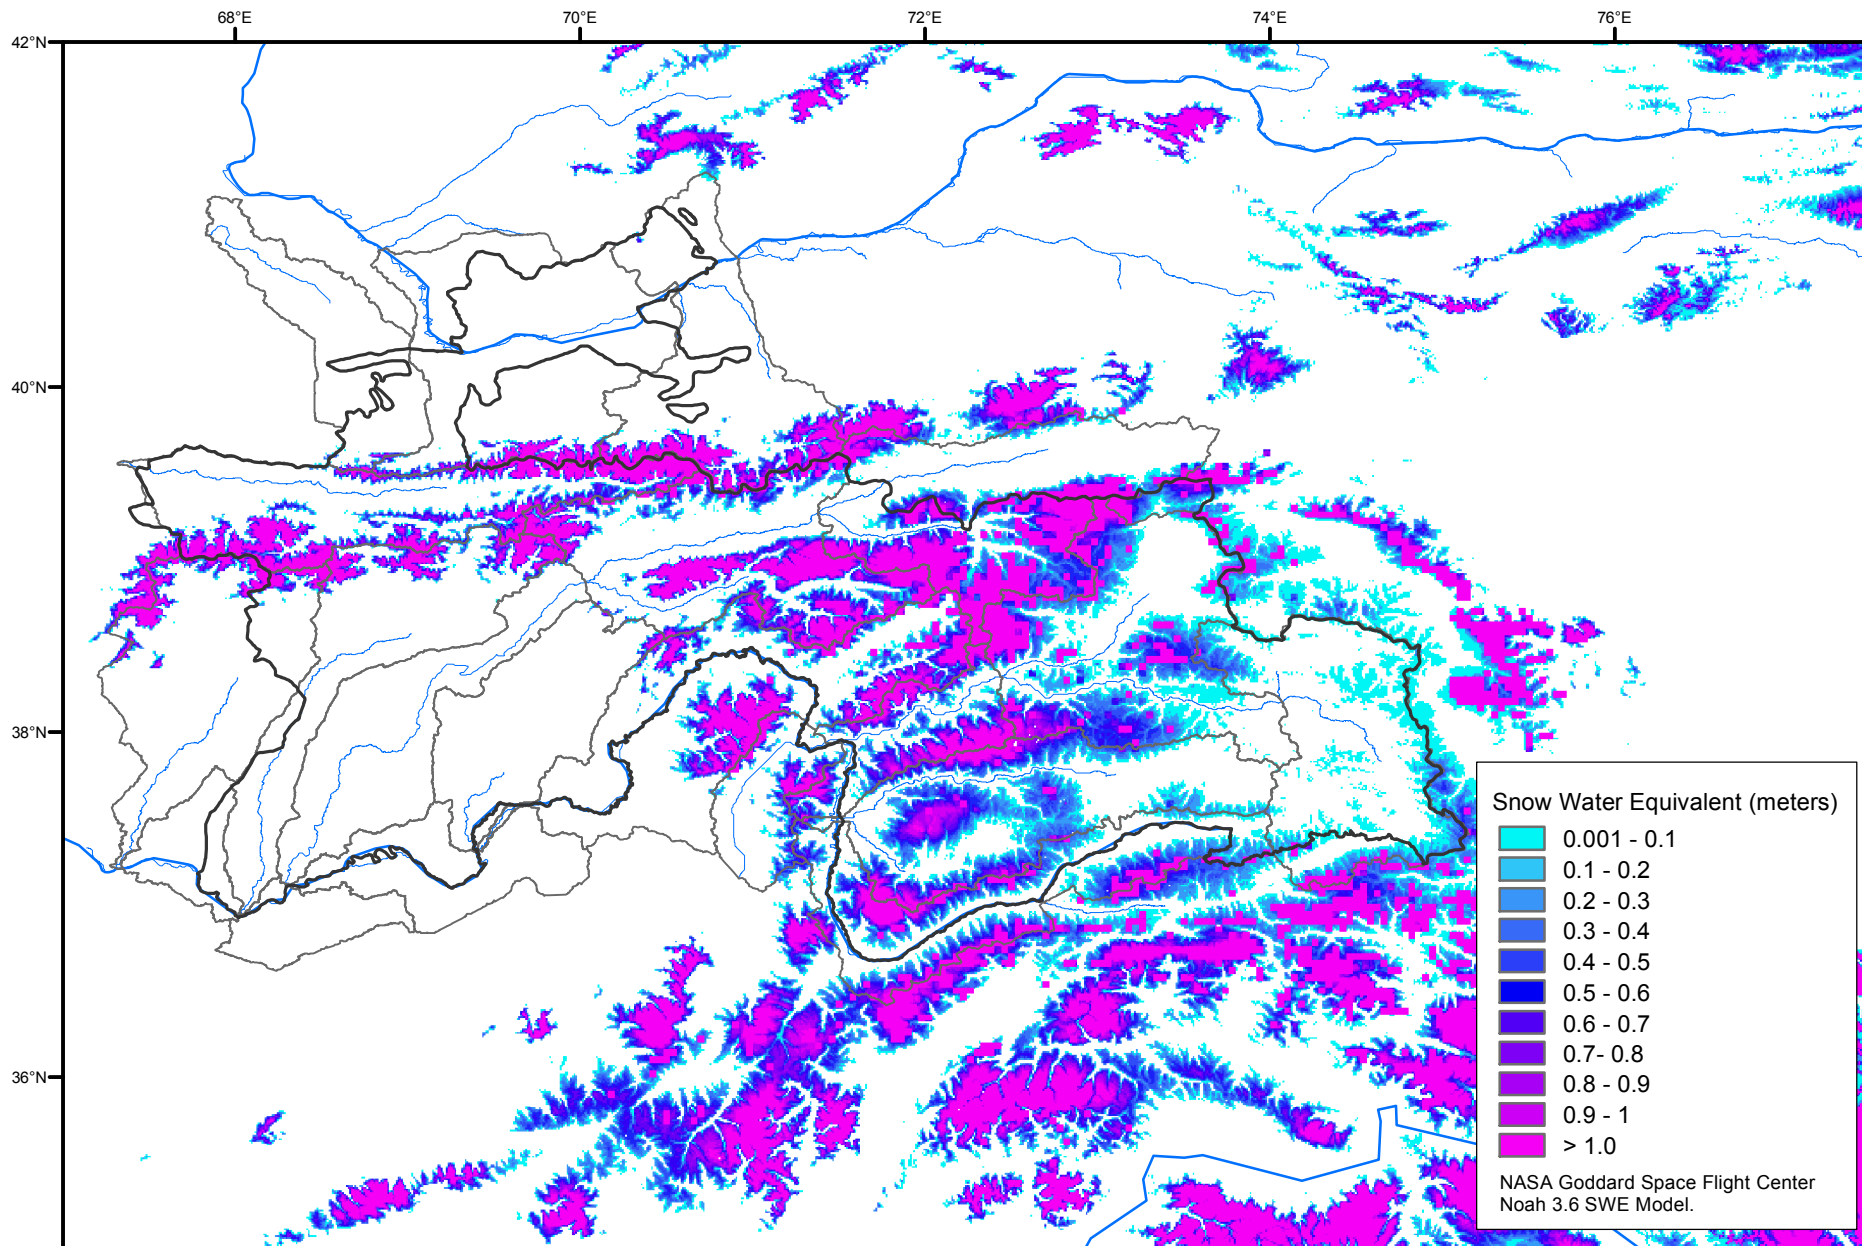 68°E
70°E
72°E
74°E
76°E
42°N
40°N
38°N
36°N
Snow Water Equivalent (meters)
0.001 - 0.1
0.1 - 0.2
0.2 - 0.3
0.3 - 0.4
0.4 - 0.5
0.5 - 0.6
0.6 - 0.7
0.7- 0.8
0.8 - 0.9
0.9 - 1
> 1.0
NASA Goddard Space Flight Center
Noah 3.6 SWE Model.